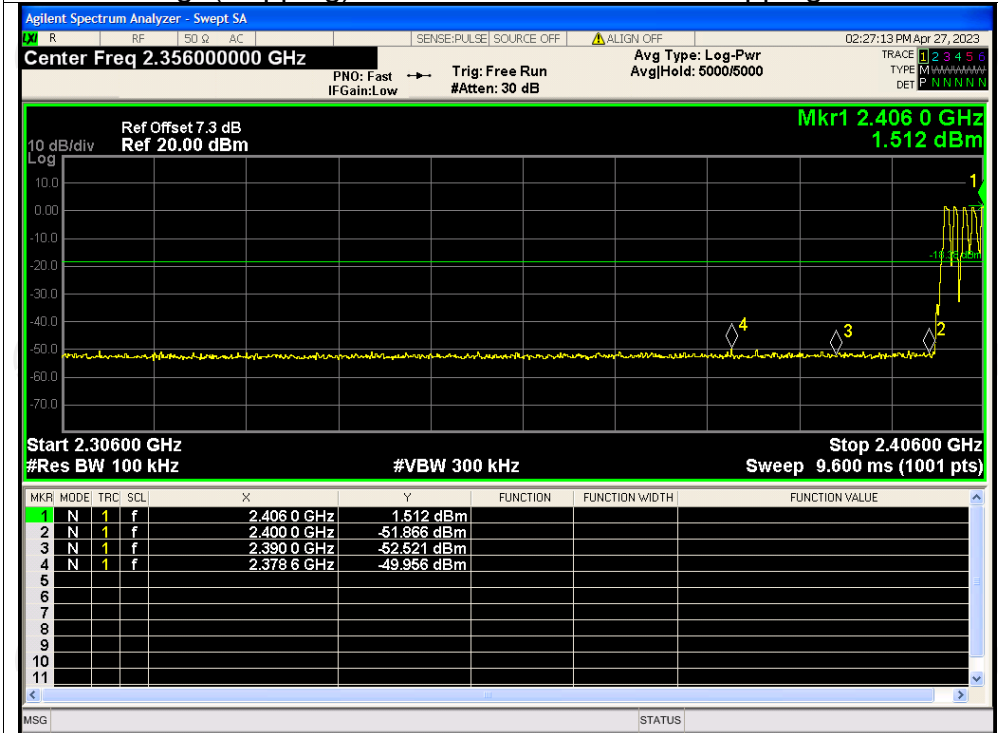 Agilent Spectrum Analyzer - Swept SA
LXI R RF 50 Ω AC SENSE:PULSE SOURCE OFF ALIGN OFF 02:27:13 PM Apr 27, 2023
Center Freq 2.356000000 GHz Avg Type: Log-Pwr TRACE 1 2 3 4 5 6
PNO: Fast Trig: Free Run Avg|Hold: 5000/5000 TYPE M
IFGain:Low #Atten: 30 dB DET P N N N N N
Mkr1 2.406 0 GHz
Ref Offset 7.3 dB
10 dB/div Ref 20.00 dBm 1.512 dBm
Log
10.0
1
0.00
-10.0
-20.0
-30.0
-40.0
4
3
2
-50.0
-60.0
-70.0
Start 2.30600 GHz Stop 2.40600 GHz
#Res BW 100 kHz #VBW 300 kHz Sweep 9.600 ms (1001 pts)
MKR MODE TRC SCL X Y FUNCTION FUNCTION WIDTH FUNCTION VALUE
1 N 1 f 2.406 0 GHz 1.512 dBm
2 N 1 f 2.400 0 GHz -51.866 dBm
3 N 1 f 2.390 0 GHz -52.521 dBm
4 N 1 f 2.378 6 GHz -49.956 dBm
5
6
7
8
9
10
11
MSG STATUS